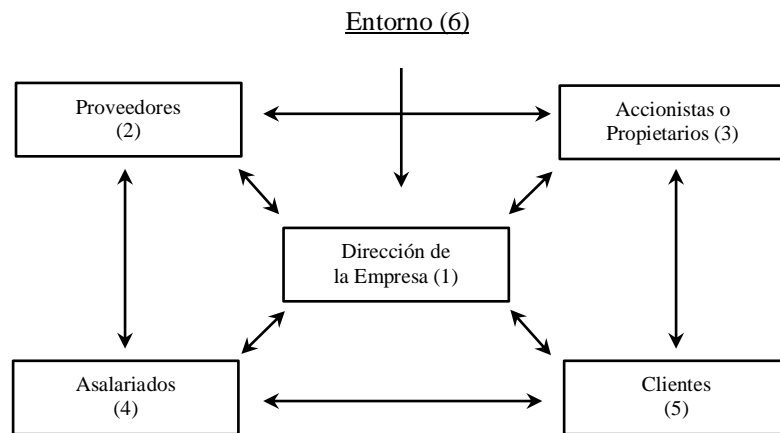 Entorno (6)
Proveedores
(2)
Accionistas o
Propietarios (3)
Dirección de
la Empresa (1)
Asalariados
(4)
Clientes
(5)